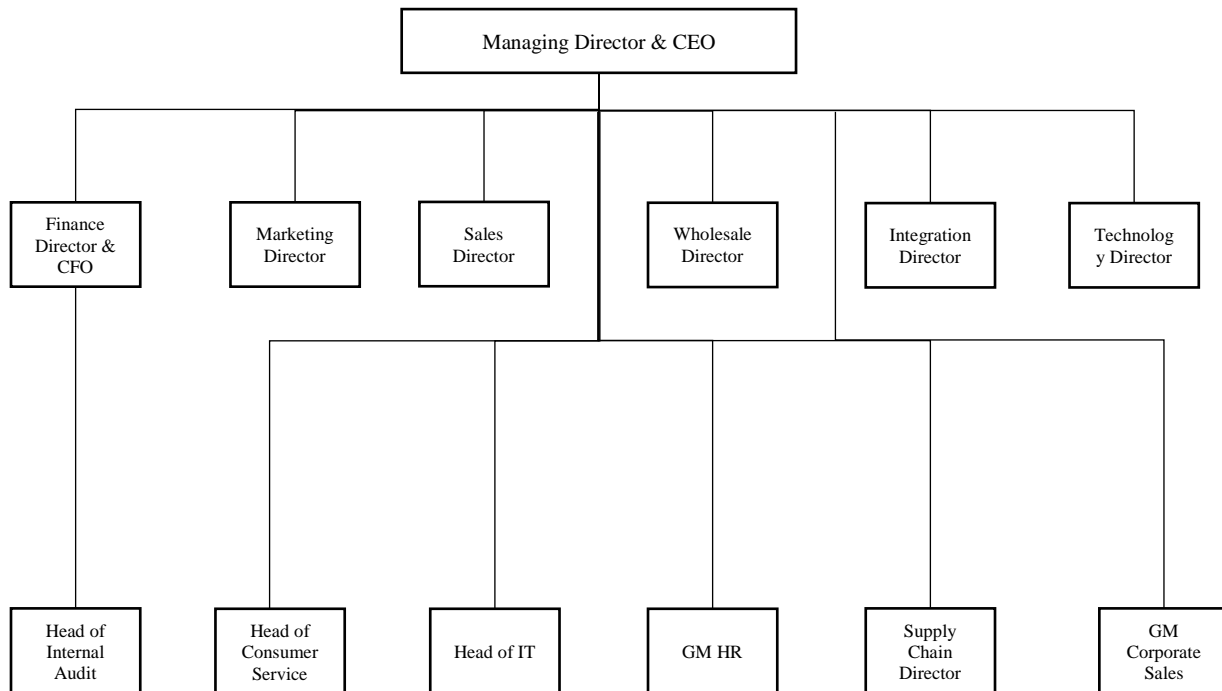 Managing Director & CEO
Finance
Director &
CFO
Marketing
Director
Sales
Director
Wholesale
Director
Integration
Director
Technolog
y Director
Head of
Internal
Audit
Head of
Consumer
Service
Head of IT
GM HR
Supply
Chain
Director
GM
Corporate
Sales